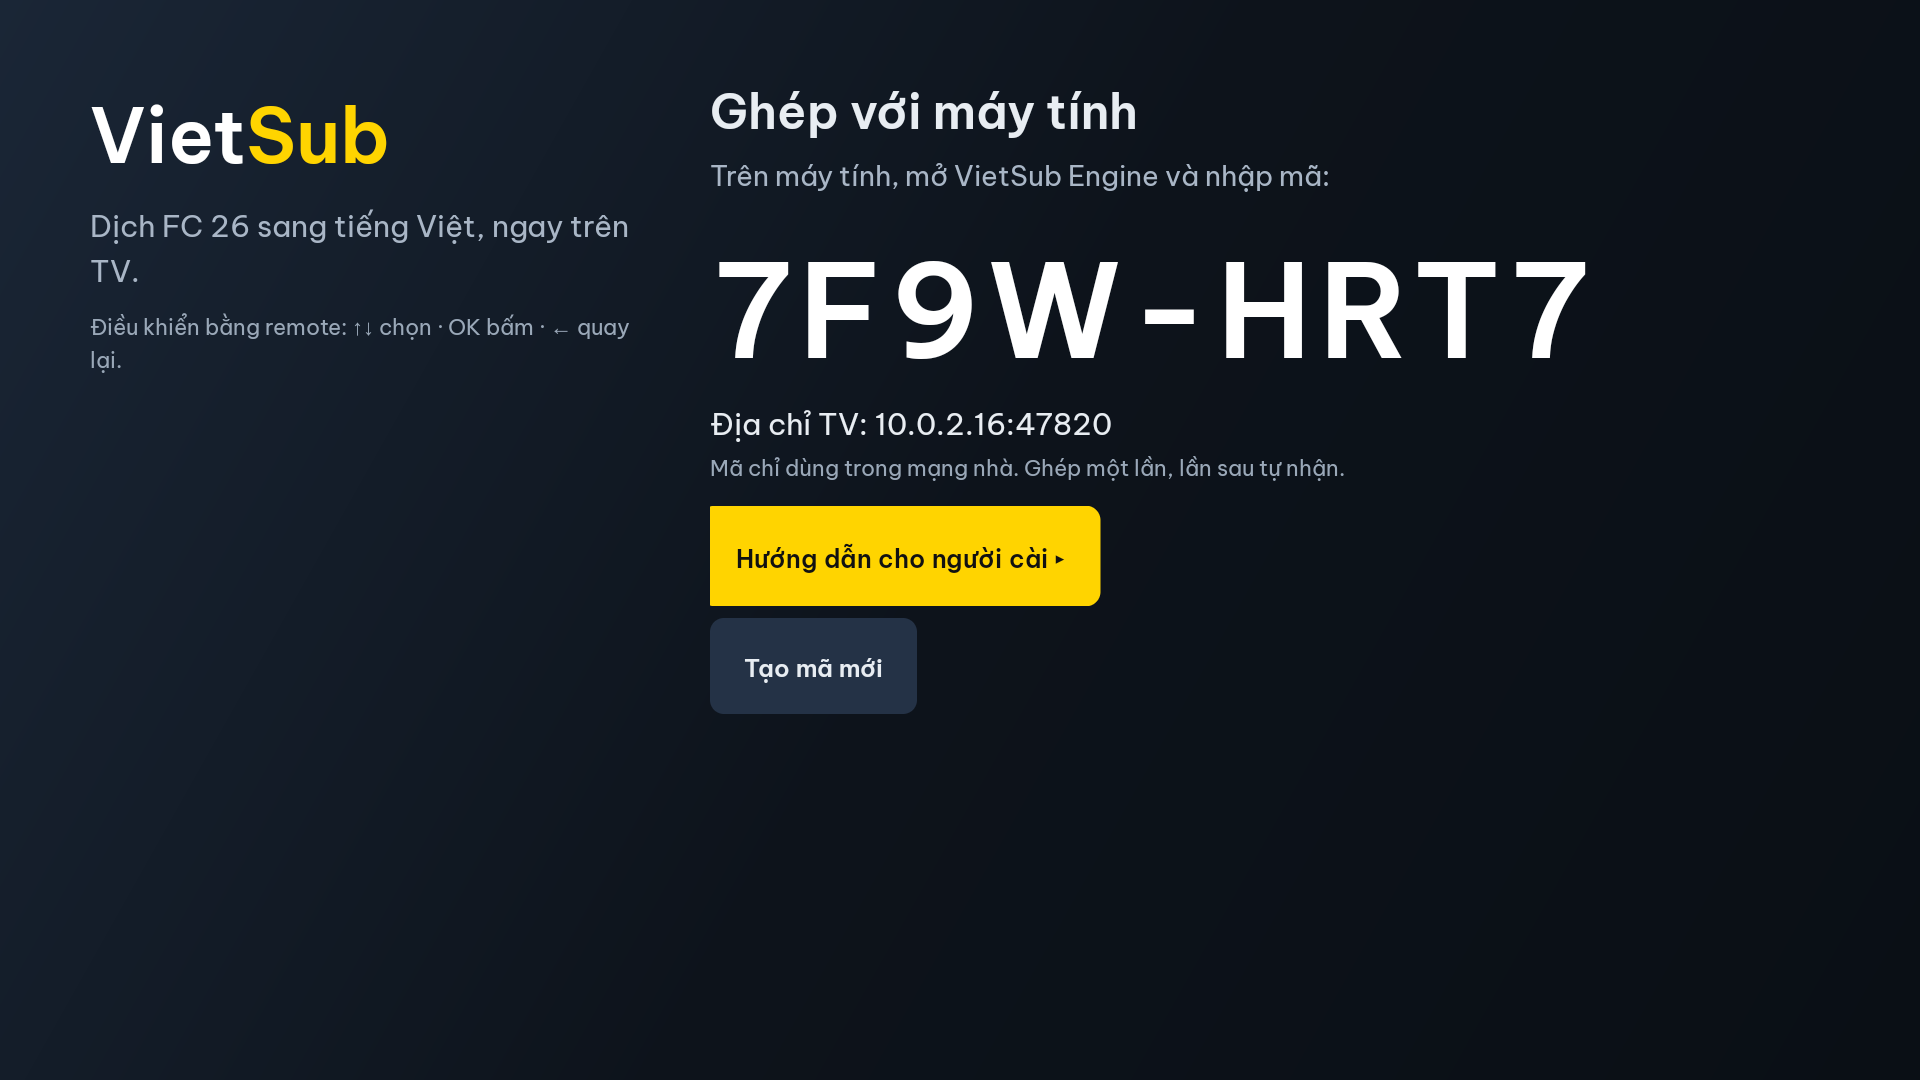 VietSub
Dịch FC 26 sang tiếng Việt, ngay trên
TV.
Điều khiển bằng remote: ↑↓ chọn · OK bấm · ← quay
lại.
Ghép với máy tính
Trên máy tính, mở VietSub Engine và nhập mã:
7F9W-HRT7
Địa chỉ TV: 10.0.2.16:47820
Mã chỉ dùng trong mạng nhà. Ghép một lần, lần sau tự nhận.
Hướng dẫn cho người cài ▸
Tạo mã mới